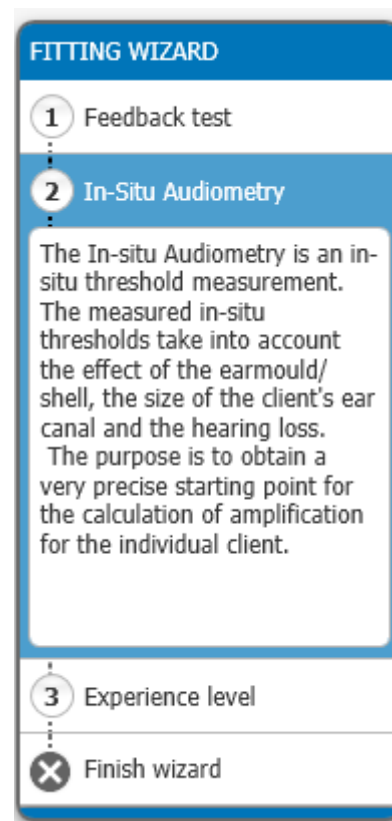 FITTING WIZARD
1 Feedback test
2 In-Situ Audiometry
The In-situ Audiometry is an in-
situ threshold measurement.
The measured in-situ
thresholds take into account
the effect of the earmould/
shell, the size of the client's ear
canal and the hearing loss.
The purpose is to obtain a
very precise starting point for
the calculation of amplification
for the individual client.
3 Experience level
Finish wizard